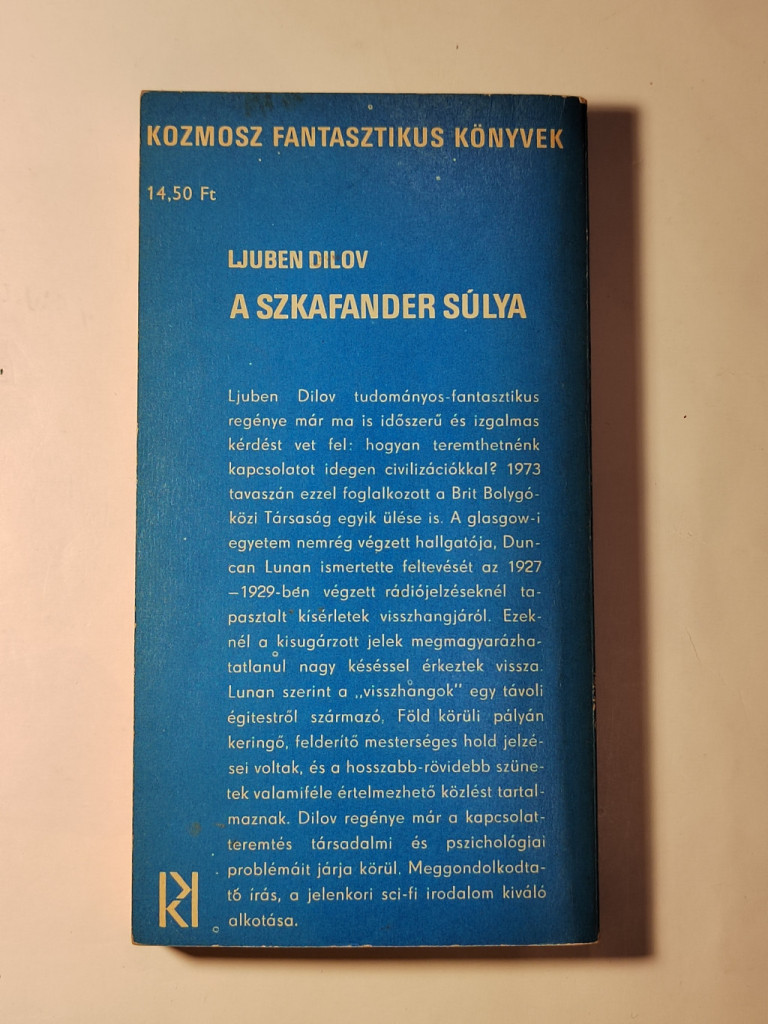 KOZMOSZ FANTASZTIKUS KÖNYVEK
14,50 Ft
LJUBEN DILOV
A SZKAFANDER SÚLYA
Ljuben Dilov tudományos-fantasztikus
regénye már ma is időszerű és izgalmas
kérdést vet fel: hogyan teremthetnénk
kapcsolatot idegen civilizációkkal? 1973
tavaszán ezzel foglalkozott a Brit Bolygó-
közi Társaság egyik ülése is. A glasgow-i
egyetem nemrég végzett hallgatója, Dun-
can Lunan ismertette feltevését az 1927
–1929-ben végzett rádiójelzéseknél ta-
pasztalt kísérletek visszhangjáról. Ezek-
nél a kisugárzott jelek megmagyarázha-
tatlanul nagy késéssel érkeztek vissza.
Lunan szerint a „visszhangok" egy távoli
égitestről származó, Föld körüli pályán
keringő, felderítő mesterséges hold jelzé-
sei voltak, és a hosszabb-rövidebb szüne-
tek valamiféle értelmezhető közlést tartal-
maznak. Dilov regénye már a kapcsolat-
teremtés társadalmi és pszichológiai
problémáit járja körül. Meggondolkodta-
tó írás, a jelenkori sci-fi irodalom kiváló
alkotása.